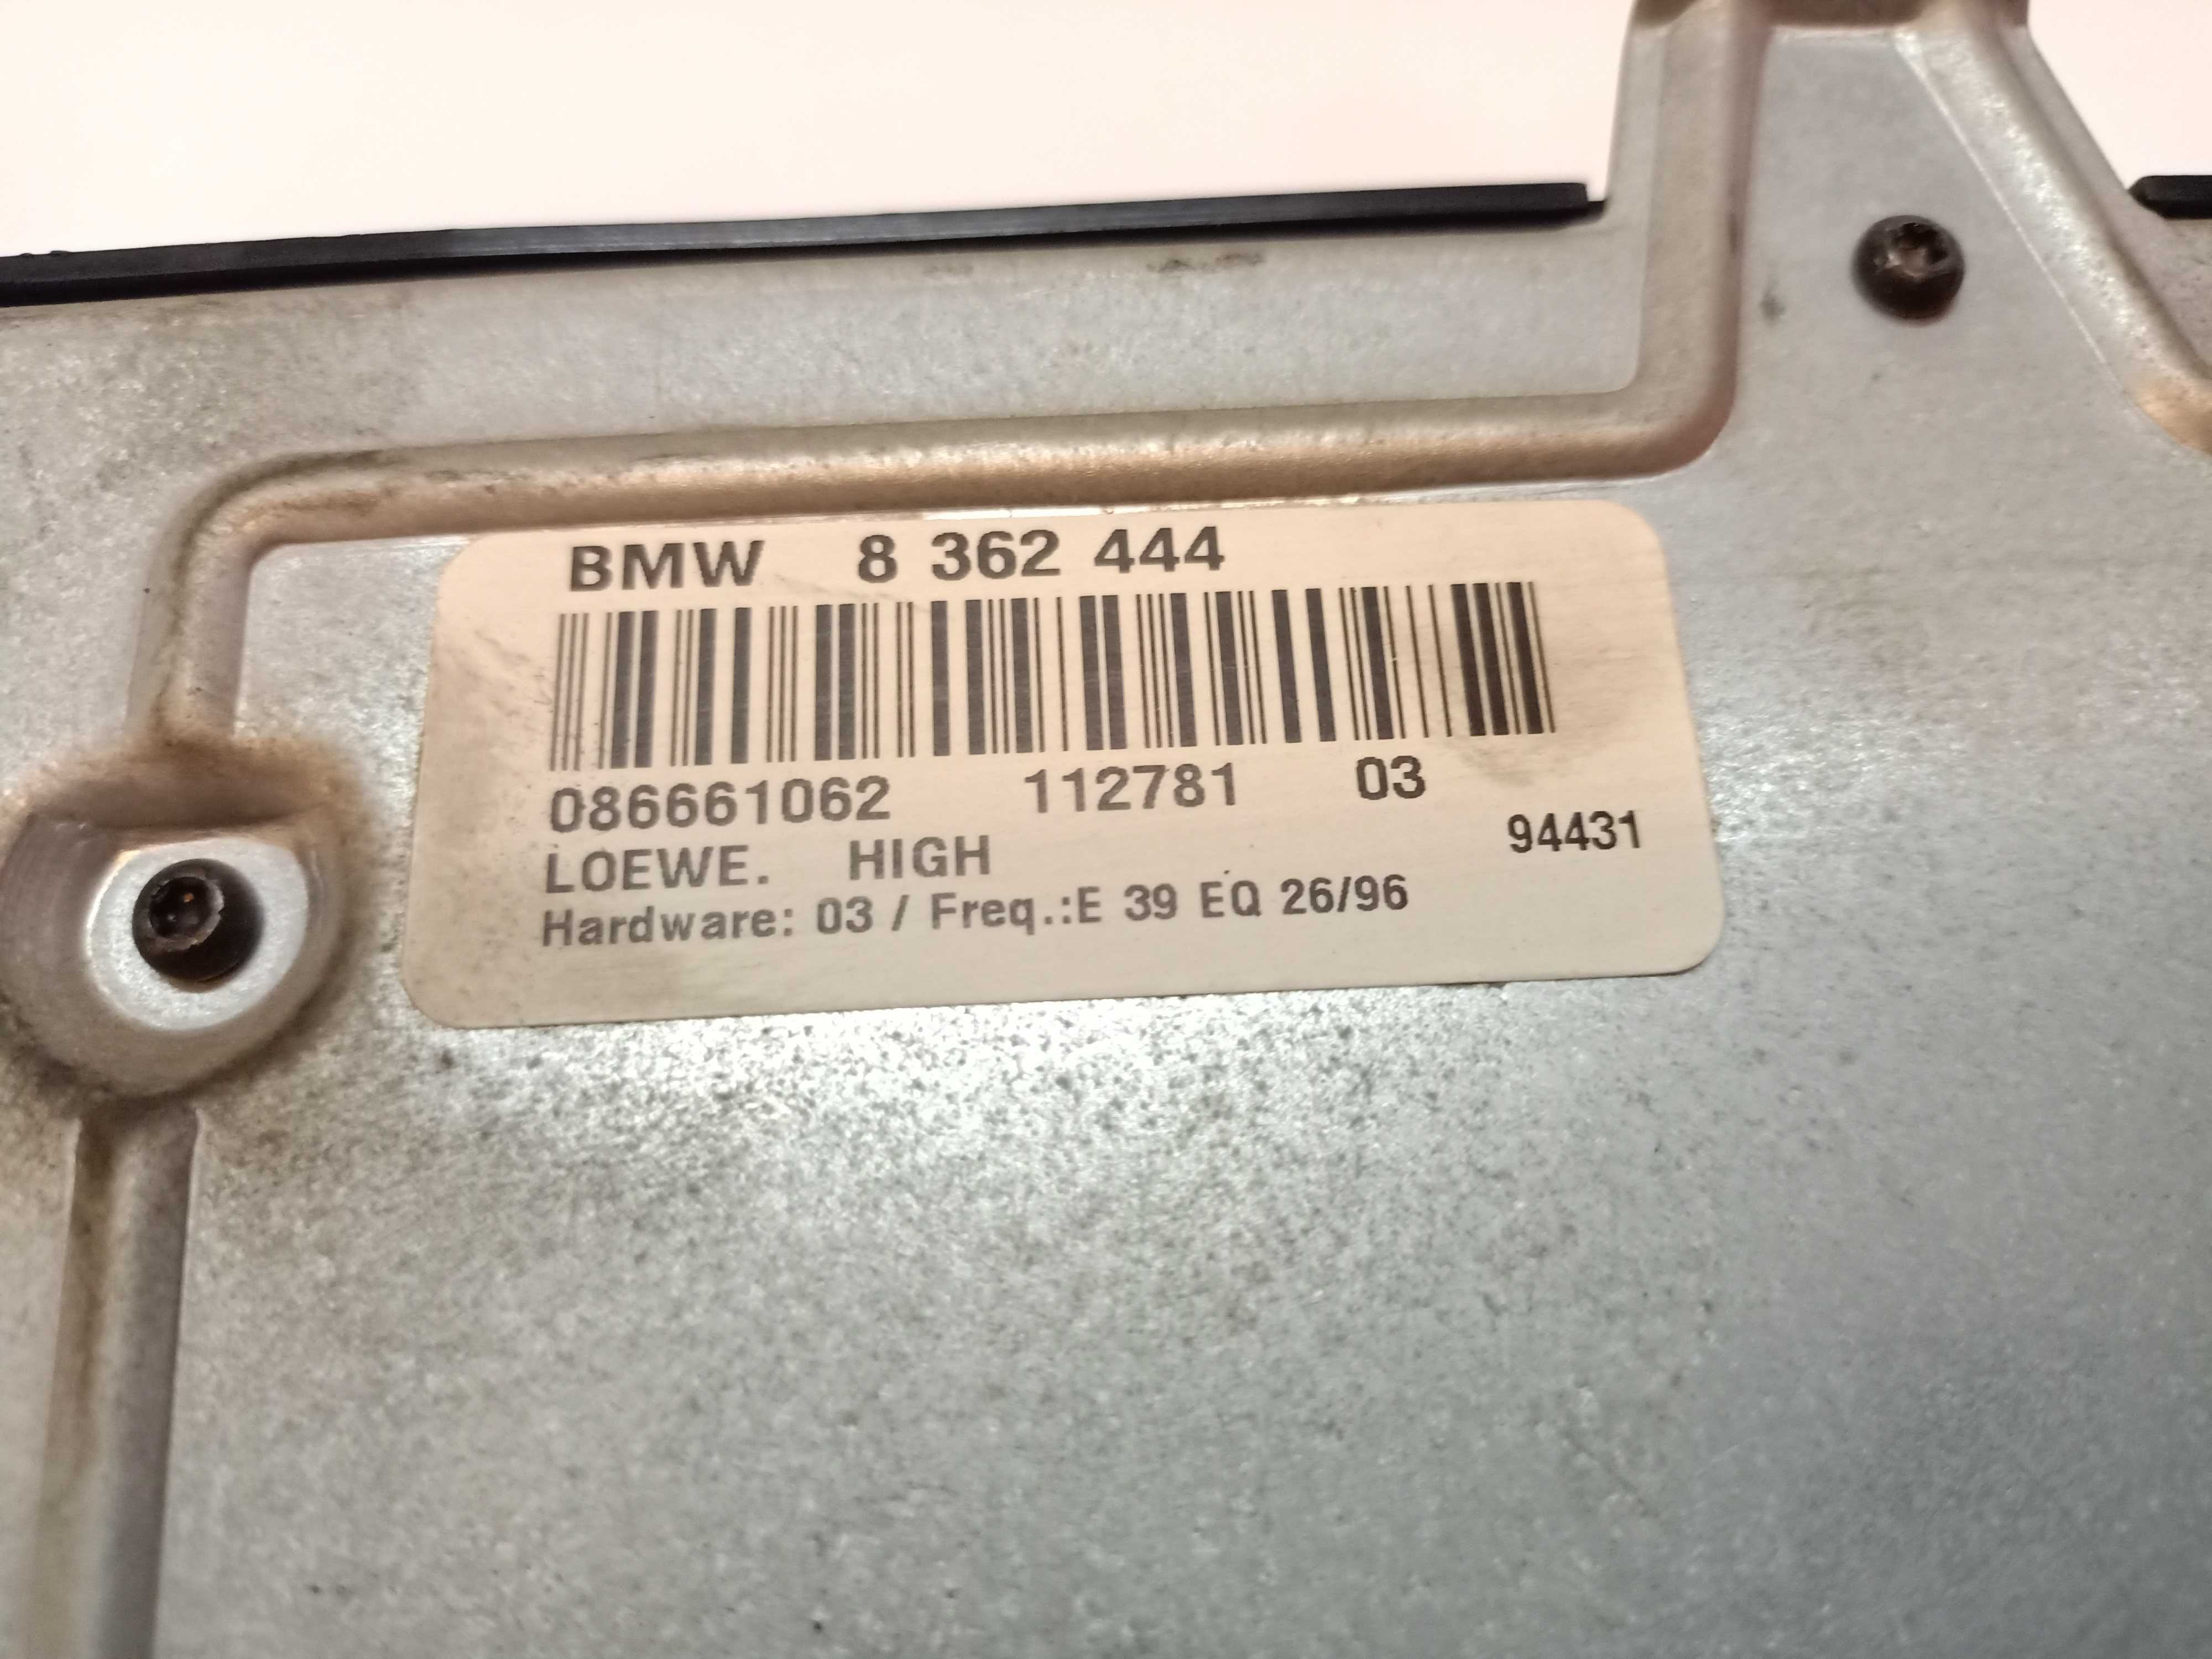 BMW 8 362 444
086661062 112781 03
LOEWE. HIGH 94431
Hardware: 03 / Freq.:E 39 EQ 26/96